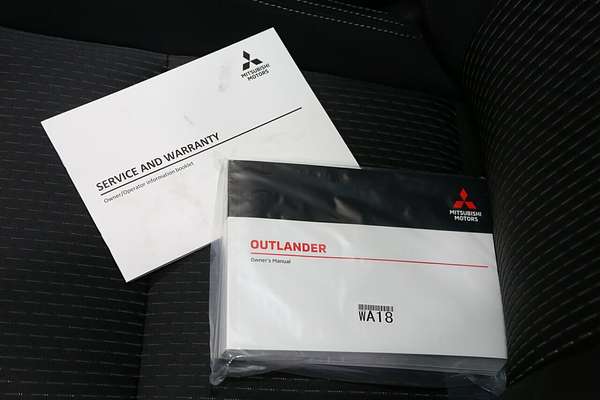 MITSUBISHI
MOTORS
SERVICE AND WARRANTY
Owner/Operator information booklet
MITSUBISHI
MOTORS
OUTLANDER
Owner's Manual
WA18